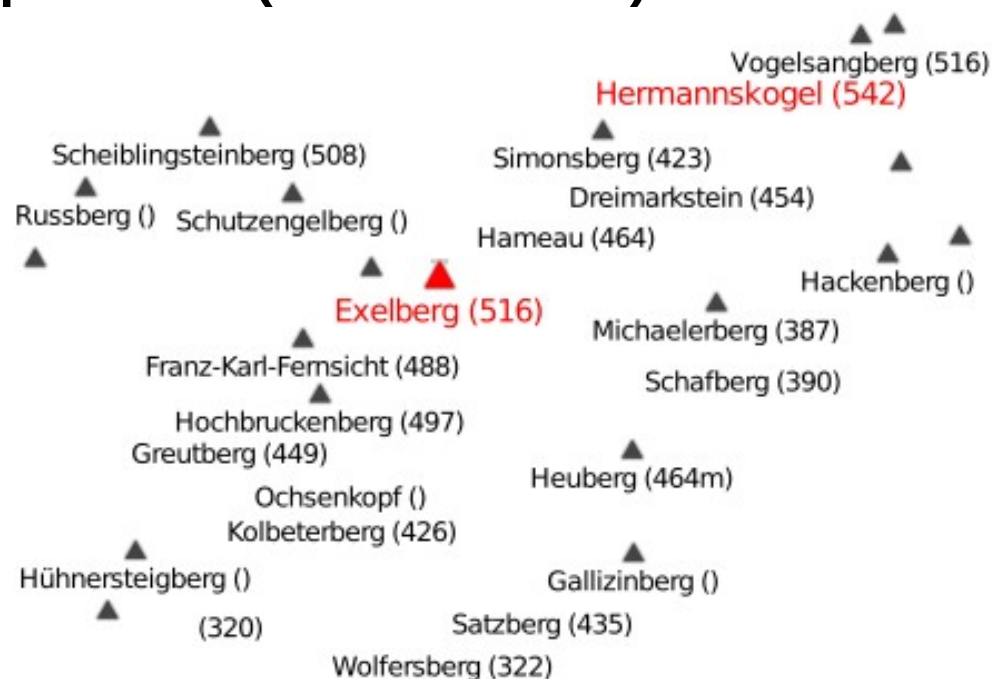 Vogelsangberg (516)
Hermannskogel (542)
Scheiblingsteinberg (508)
Simonsberg (423)
Dreimarkstein (454)
Russberg ()
Schutzengelberg ()
Hameau (464)
Hackenberg ()
Exelberg (516)
Michaelerberg (387)
Franz-Karl-Fernsicht (488)
Schafberg (390)
Hochbruckenberg (497)
Greutberg (449)
Heuberg (464m)
Ochsenkopf ()
Kolbeterberg (426)
Hühnersteigberg ()
Gallizinberg ()
(320)
Satzberg (435)
Wolfersberg (322)